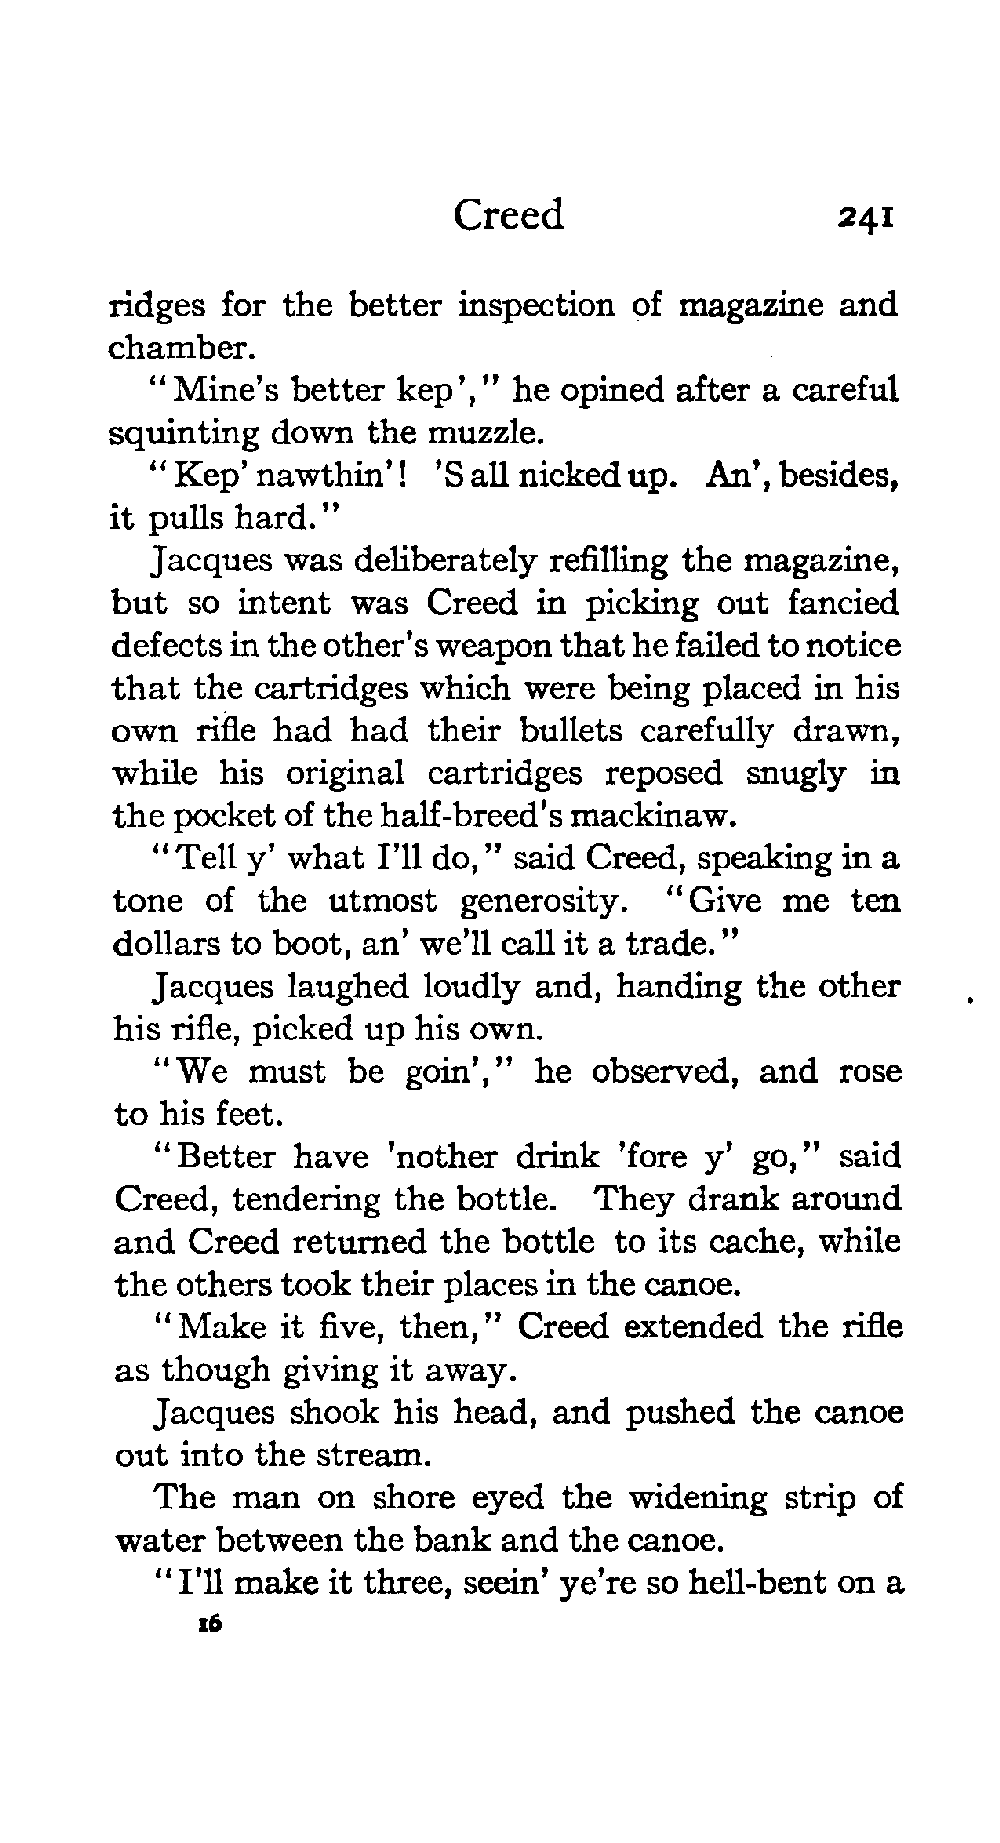 Creed 241
ridges for the better inspection of magazine and
chamber.
"Mine's better kep'," he opined after a careful
squinting down the muzzle.
"Kep' nawthin'! 'S all nicked up. An', besides,
it pulls hard."
Jacques was deliberately refilling the magazine,
but so intent was Creed in picking out fancied
defects in the other's weapon that he failed to notice
that the cartridges which were being placed in his
own rifle had had their bullets carefully drawn,
while his original cartridges reposed snugly in
the pocket of the half-breed's mackinaw.
"Tell y' what I'll do," said Creed, speaking in a
tone of the utmost generosity. "Give me ten
dollars to boot, an' we'll call it a trade."
Jacques laughed loudly and, handing the other
his rifle, picked up his own.
"We must be goin'," he observed, and rose
to his feet.
"Better have 'nother drink 'fore y' go," said
Creed, tendering the bottle. They drank around
and Creed returned the bottle to its cache, while
the others took their places in the canoe.
"Make it five, then," Creed extended the rifle
as though giving it away.
Jacques shook his head, and pushed the canoe
out into the stream.
The man on shore eyed the widening strip of
water between the bank and the canoe.
"I'll make it three, seein' ye're so hell-bent on a
16